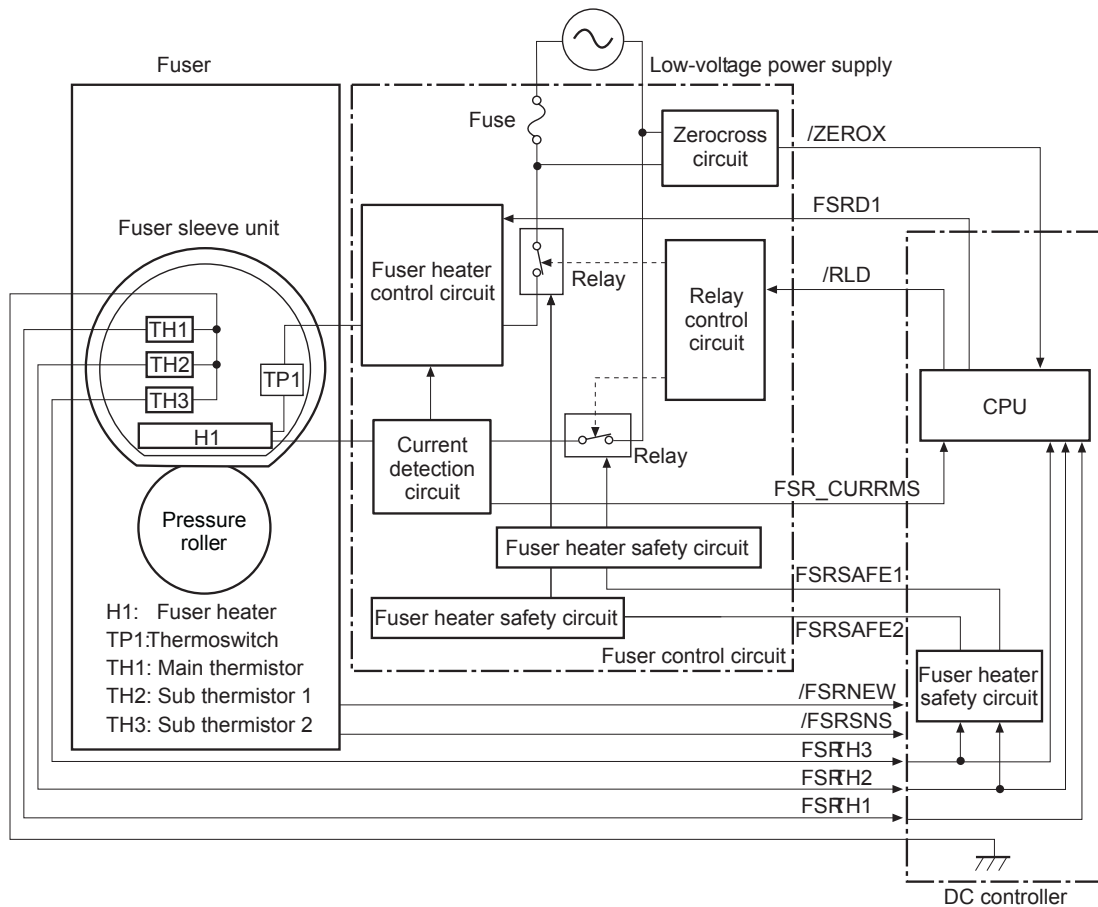 Fuser
Low-voltage power supply
Fuse
Zerocross
circuit
/ZEROX
FSRD1
Fuser sleeve unit
Fuser heater
control circuit
Relay
Relay
control
circuit
/RLD
TH1
TH2
TH3
TP1
H1
CPU
Current
detection
circuit
Relay
FSR_CURRMS
Pressure
roller
Fuser heater safety circuit
FSRSAFE1
Fuser heater safety circuit
FSRSAFE2
Fuser control circuit
Fuser heater
safety circuit
H1: Fuser heater
TP1:Thermoswitch
TH1: Main thermistor
TH2: Sub thermistor 1
TH3: Sub thermistor 2
/FSRNEW
/FSRSNS
FSRTH3
FSRTH2
FSRTH1
DC controller